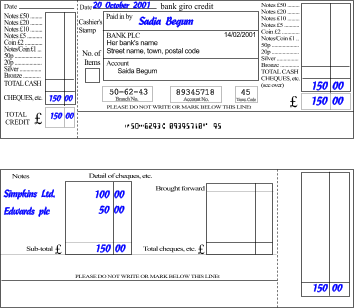 Date
Notes £50
Notes £20
Notes £10
Notes £5
Coin £2
Notes/Coin £1
50p
20p
Silver
Bronze
TOTAL CASH
CHEQUES, etc. 150 00
TOTAL CREDIT £ 150 00
Date 20 October 2001 bank giro credit
Cashier's Stamp
Paid in by Sadia Begum
BANK PLC 14/02/2001
Her bank's name
Street name, town, postal code
No. of Items
Account
Saida Begum
50-62-43 89345718 45
Branch No. Account No. Trans. Code
PLEASE DO NOT WRITE OR MARK BELOW THIS LINE:
Notes £50
Notes £20
Notes £10
Notes £5
Coin £2
Notes/Coin £1
50p
20p
Silver
Bronze
TOTAL CASH
CHEQUES, etc. (see over) 150 00
£ 150 00
Notes Detail of cheques, etc.
Simpkins Ltd. 100 00
Edwards plc 50 00
Sub-total £ 150 00
Brought forward
Total cheques, etc. £
PLEASE DO NOT WRITE OR MARK BELOW THIS LINE:
150 00